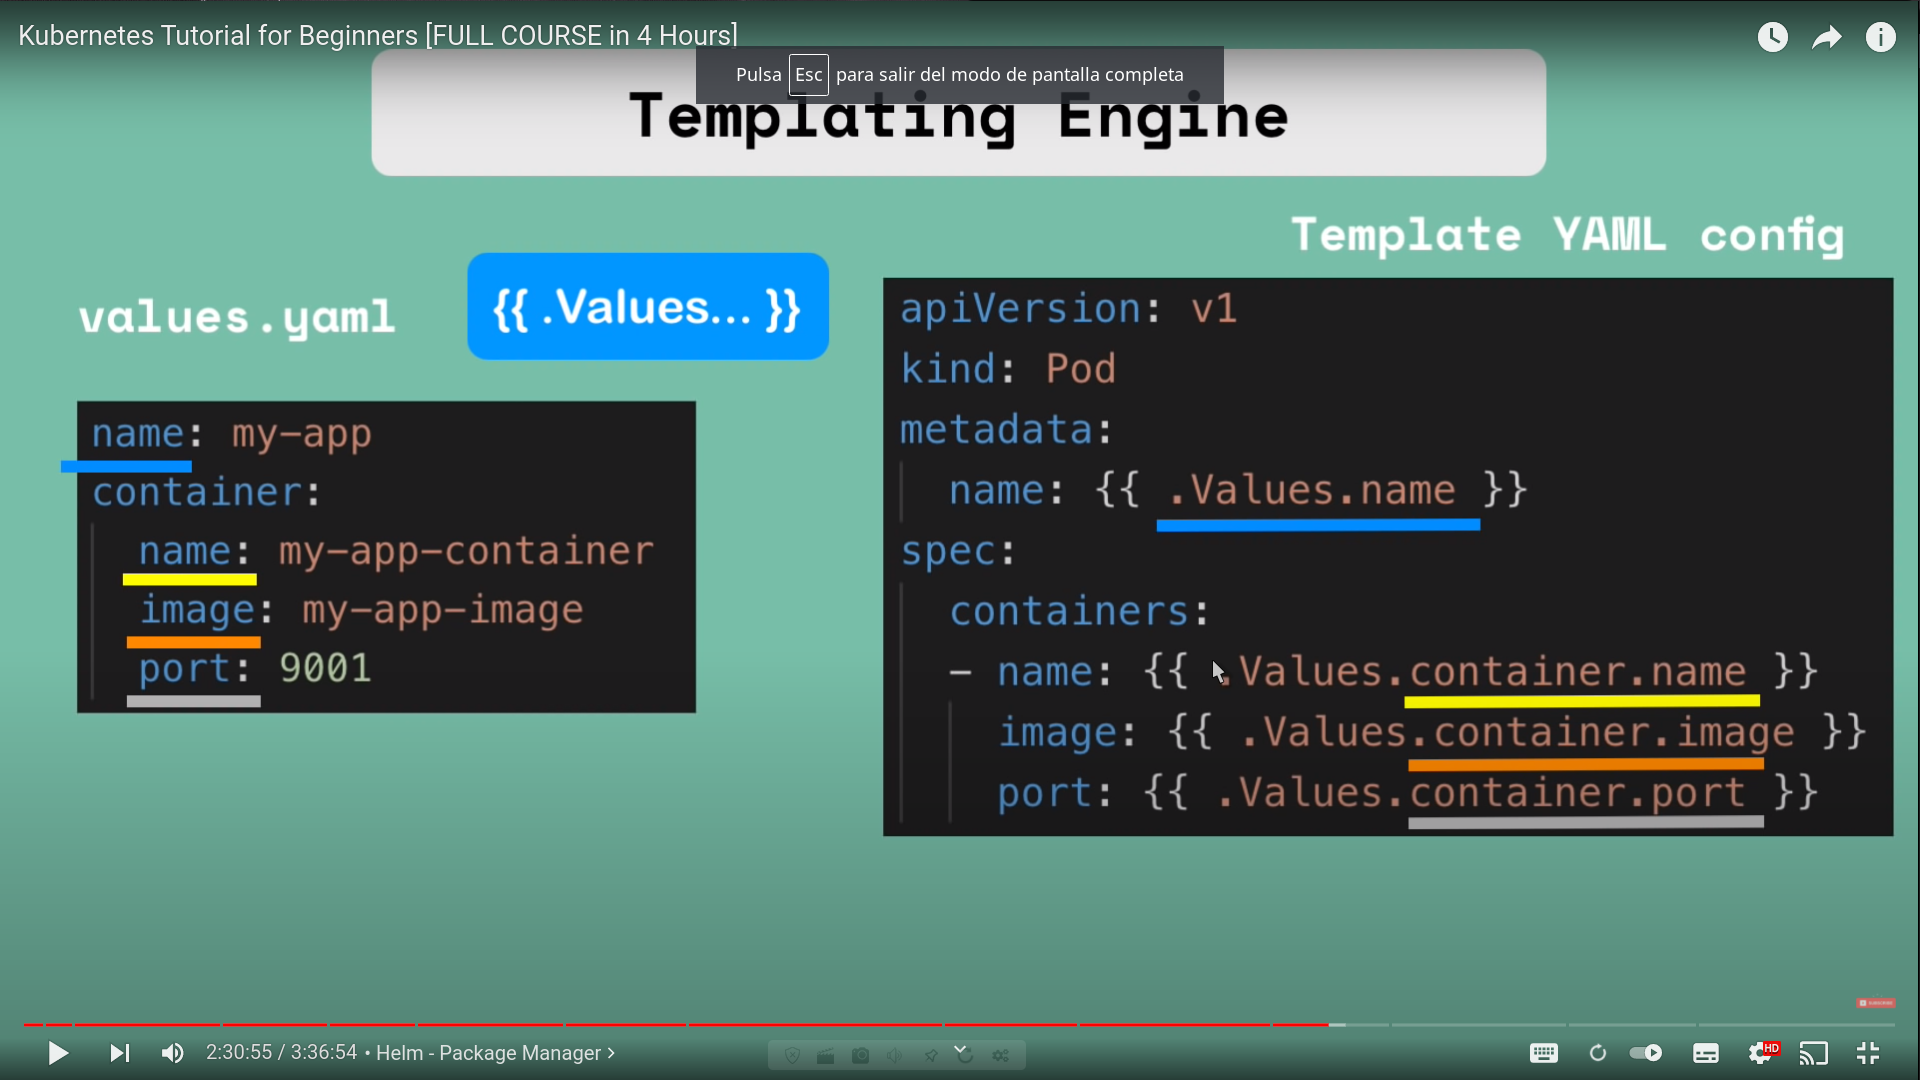 Kubernetes Tutorial for Beginners [FULL COURSE in 4 Hours]
Pulsa Esc para salir del modo de pantalla completa
Templating Engine
Template YAML config
values.yaml
{{ .Values... }}
name: my-app
container:
name: my-app-container
image: my-app-image
port: 9001
apiVersion: v1
kind: Pod
metadata:
name: {{ .Values.name }}
spec:
containers:
- name: {{ .Values.container.name }}
image: {{ .Values.container.image }}
port: {{ .Values.container.port }}
SUBSCRIBE
2:30:55 / 3:36:54 • Helm - Package Manager >
HD